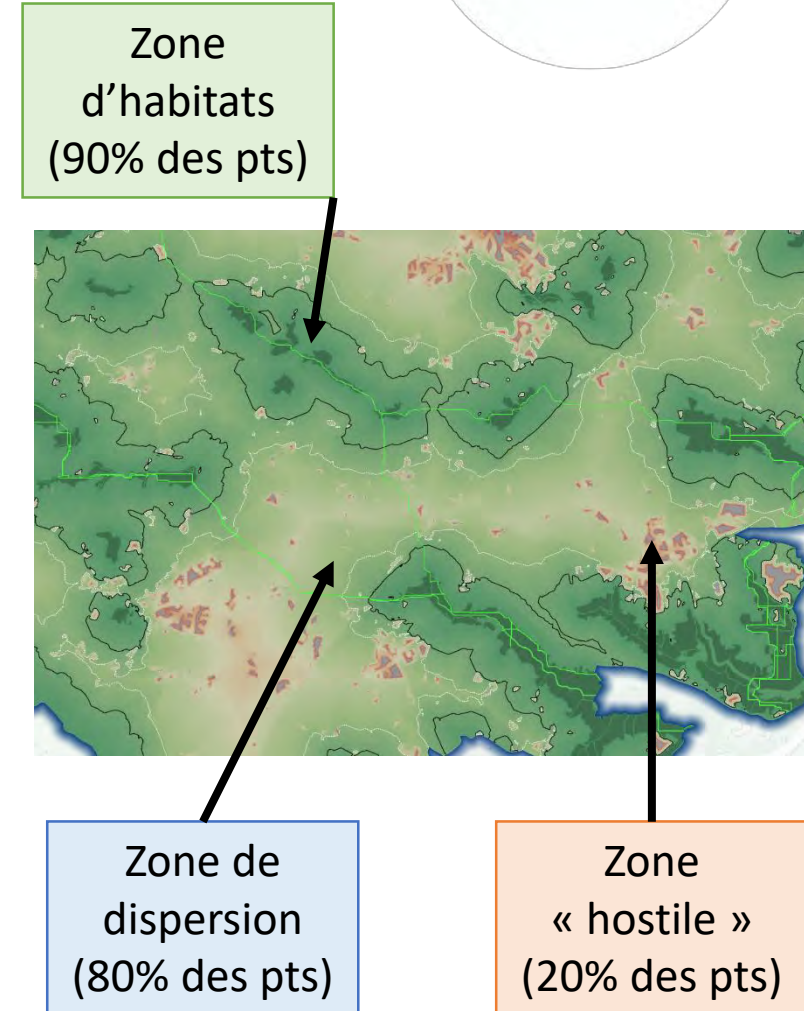 Zone
d’habitats
(90% des pts)
Zone de
dispersion
(80% des pts)
Zone
« hostile »
(20% des pts)